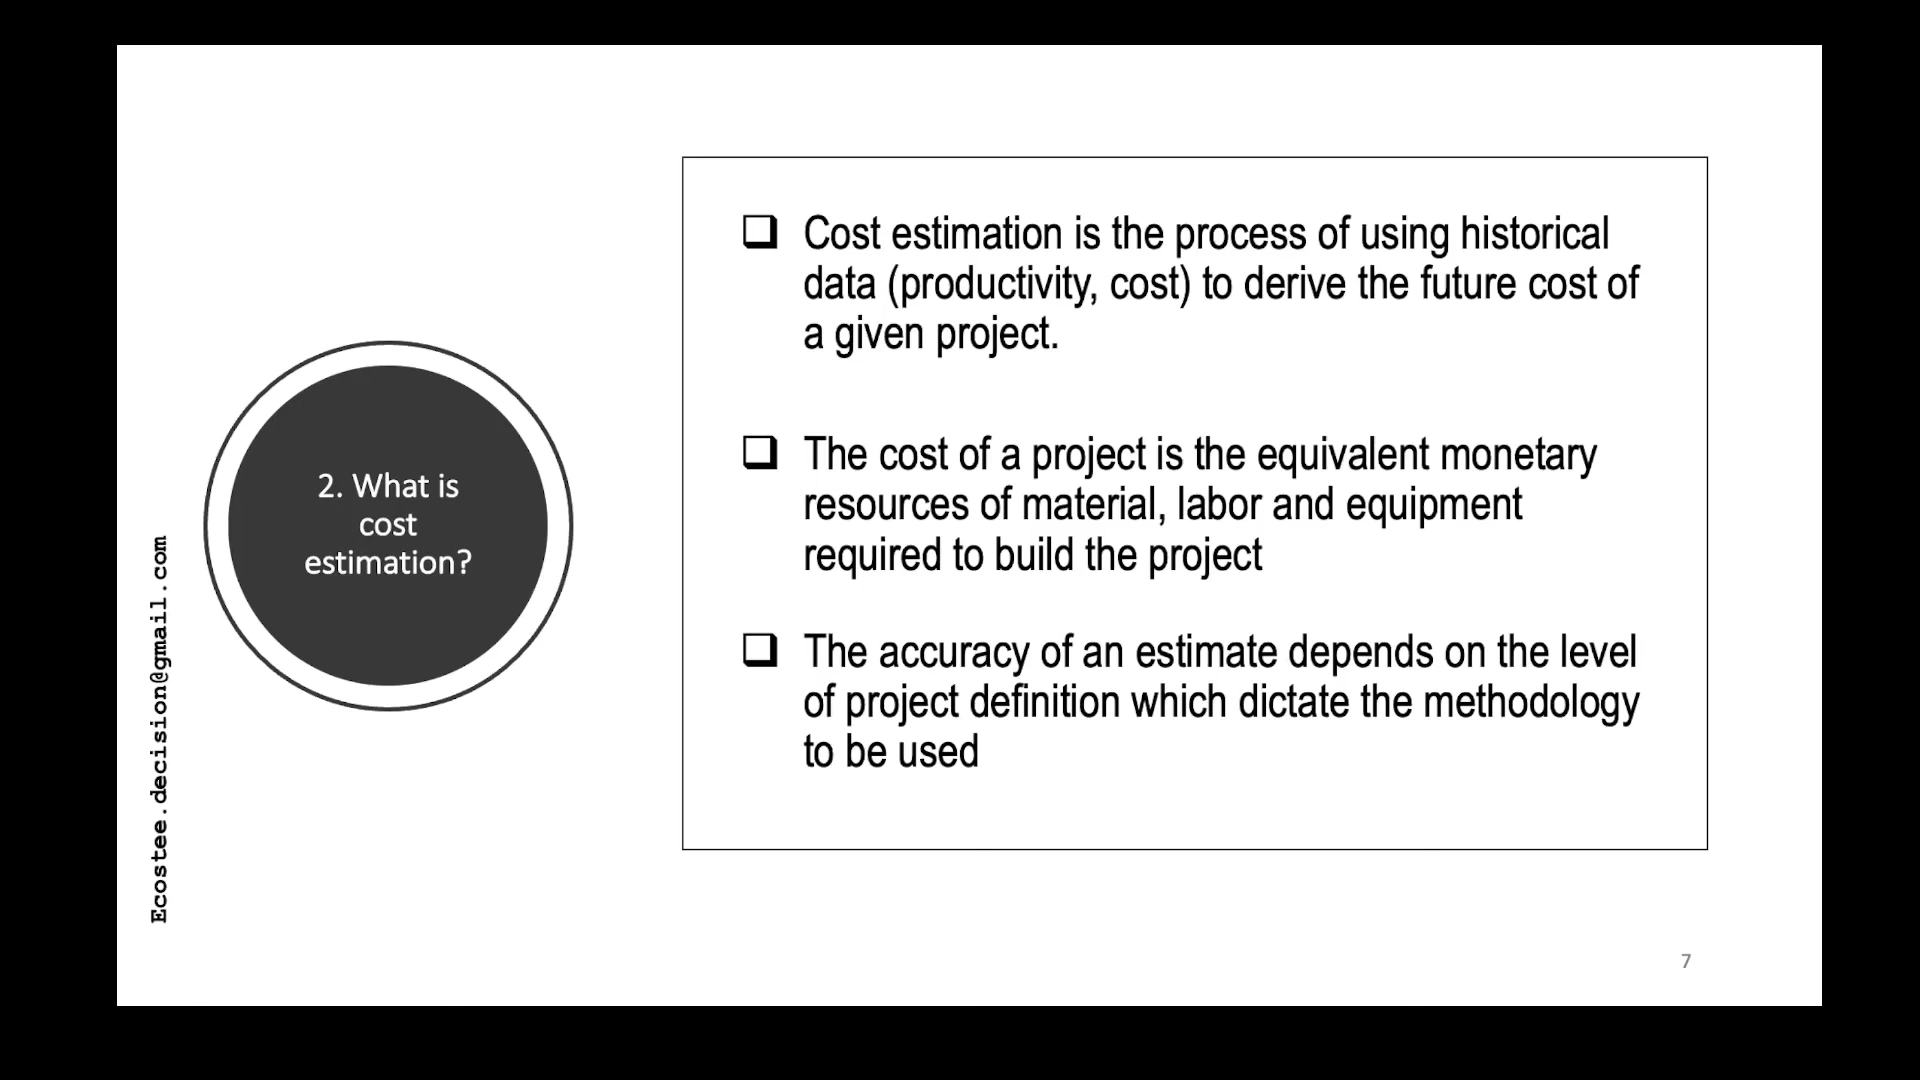 2. What is
cost
estimation?
Cost estimation is the process of using historical
data (productivity, cost) to derive the future cost of
a given project.
The cost of a project is the equivalent monetary
resources of material, labor and equipment
required to build the project
The accuracy of an estimate depends on the level
of project definition which dictate the methodology
to be used
Ecostee.decision@gmail.com
7